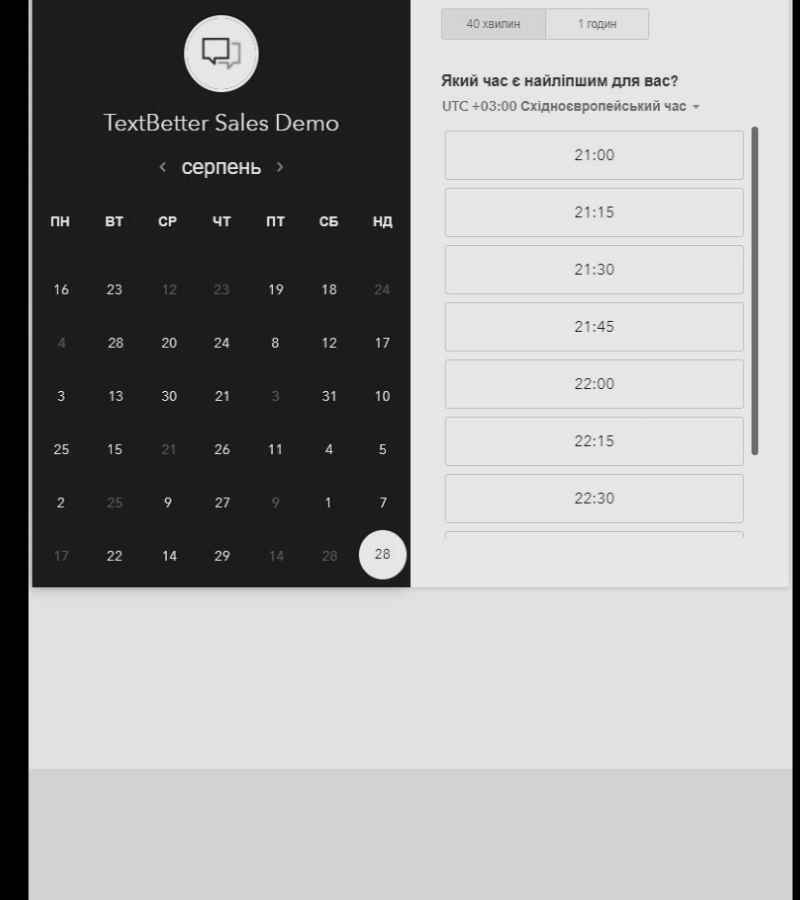 TextBetter Sales Demo
серпень
ПН ВТ СР ЧТ ПТ СБ НД
16 23 12 23 19 18 24
4 28 20 24 8 12 17
3 13 30 21 3 31 10
25 15 21 26 11 4 5
2 25 9 27 9 1 7
17 22 14 29 14 28 28
40 хвилин 1 годин
Який час є найліпшим для вас?
UTC +03:00 Східноєвропейський час
21:00
21:15
21:30
21:45
22:00
22:15
22:30